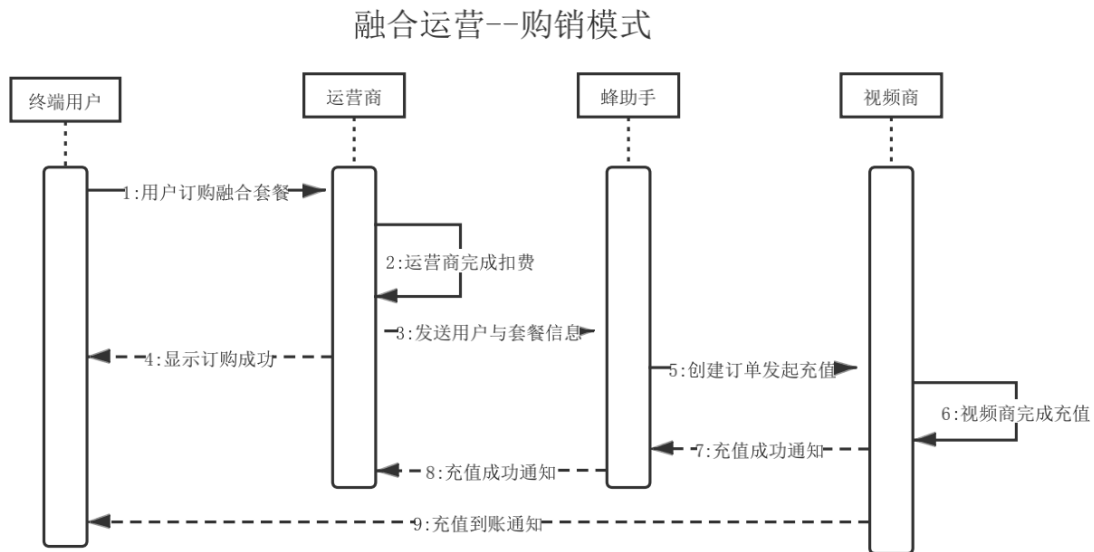 融合运营--购销模式
终端用户
运营商
蜂助手
视频商
1:用户订购融合套餐
2:运营商完成扣费
3:发送用户与套餐信息
4:显示订购成功
5:创建订单发起充值
6:视频商完成充值
7:充值成功通知
8:充值成功通知
9:充值到账通知